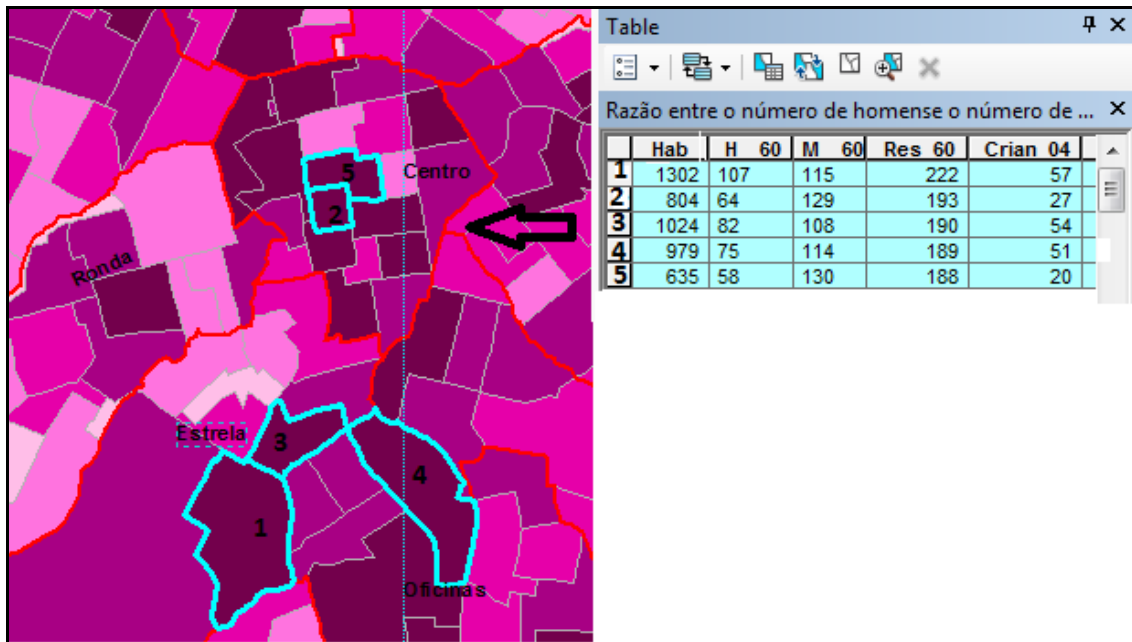 Table
Razão entre o número de homense o número de ...
Hab H 60 M 60 Res 60 Crian 04
1 1302 107 115 222 57
2 804 64 129 193 27
3 1024 82 108 190 54
4 979 75 114 189 51
5 635 58 130 188 20
5 Centro
2
Ronda
Estrela
3
4
1
Oficinas